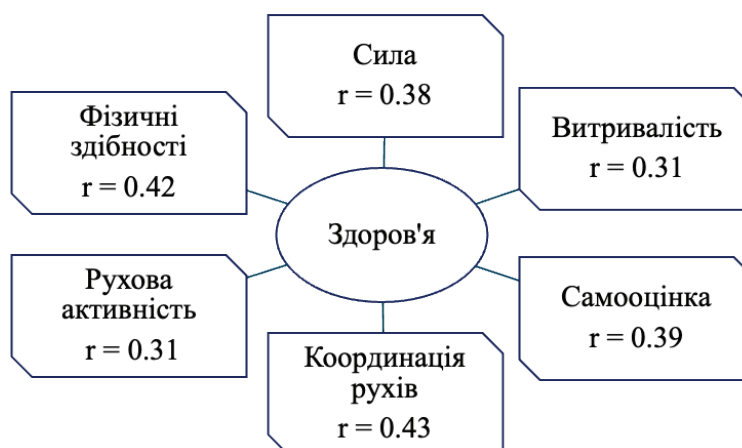 Сила
r = 0.38
Фізичні
здібності
r = 0.42
Витривалість
r = 0.31
Здоров'я
Рухова
активність
r = 0.31
Самооцінка
r = 0.39
Координація
рухів
r = 0.43